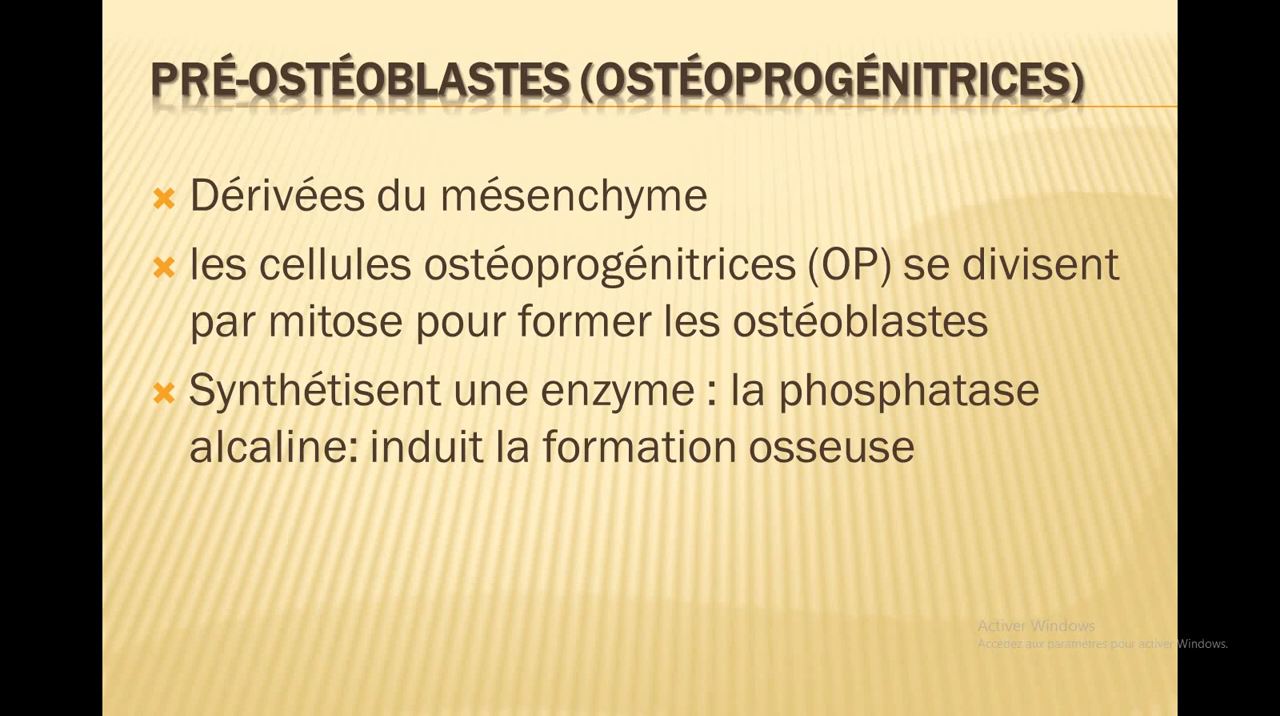 PRÉ-OSTÉOBLASTES (OSTÉOPROGÉNITRICES)
Dérivées du mésenchyme
les cellules ostéoprogénitrices (OP) se divisent
par mitose pour former les ostéoblastes
Synthétisent une enzyme : la phosphatase
alcaline: induit la formation osseuse
Activer Windows
Accédez aux paramètres pour activer Windows.